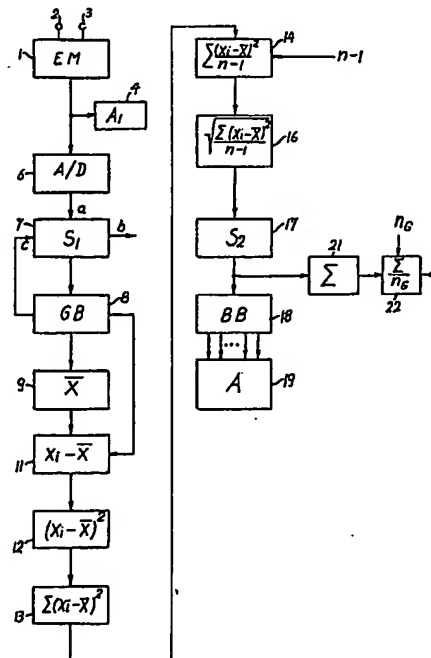 2 3
1 EM
4 A1
6 A/D
a
7 S1 b
c
GB 8
9 X̄
11 xi-X̄
12 (xi-x̄)²
13 Σ(xi-x̄)²
Σ(xi-x̄)²/n-1 14
n-1
√Σ(xi-x̄)²/n-1 16
S2 17
21 Σ
nG
Σ/nG 22
BB 18
...
A 19